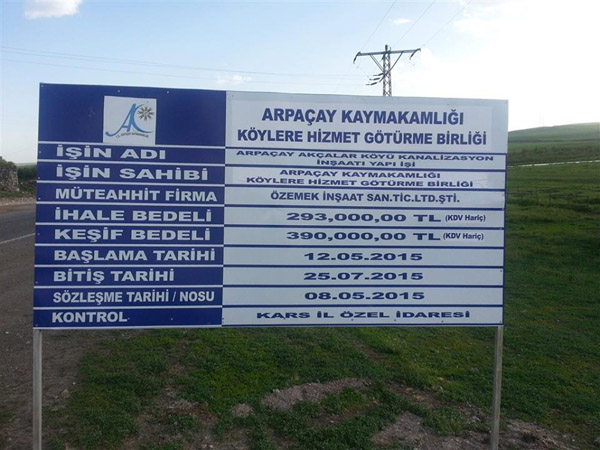 AC
ARPAÇAY KAYMAKAMLIĞI
KÖYLERE HİZMET GÖTÜRME BİRLİĞİ
İŞİN ADI ARPAÇAY AKÇALAR KÖYÜ KANALİZASYON
İNŞAATI YAPI İŞİ
İŞİN SAHİBİ ARPAÇAY KAYMAKAMLIĞI
KÖYLERE HİZMET GÖTÜRME BİRLİĞİ
MÜTEAHHİT FİRMA ÖZEMEK İNŞAAT SAN.TİC.LTD.ŞTİ.
İHALE BEDELİ 293,000,00 TL (KDV Hariç)
KEŞİF BEDELİ 390,000,00 TL (KDV Hariç)
BAŞLAMA TARİHİ 12.05.2015
BİTİŞ TARİHİ 25.07.2015
SÖZLEŞME TARİHİ / NOSU 08.05.2015
KONTROL KARS İL ÖZEL İDARESİ